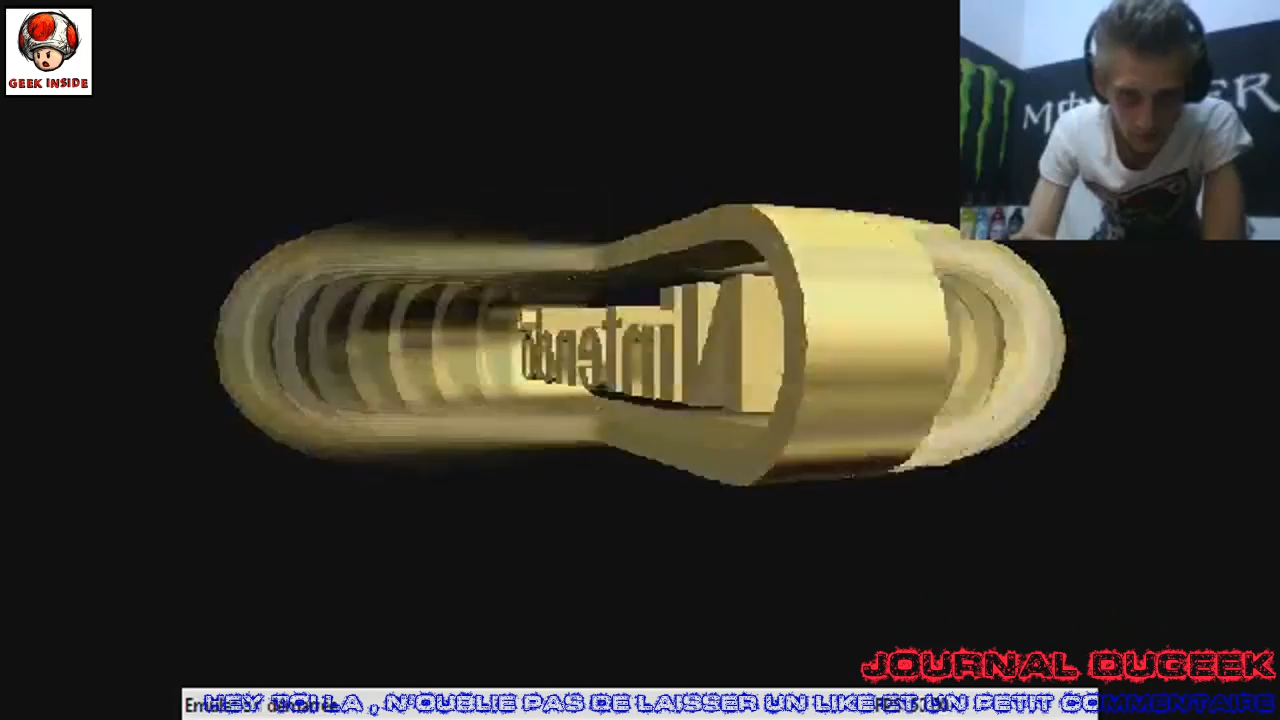 GEEK INSIDE
Nintendo
JOURNAL DUGEEK
HEY TOI LA , N'OUBLIE PAS DE LAISSER UN LIKE ET UN PETIT COMMENTAIRE